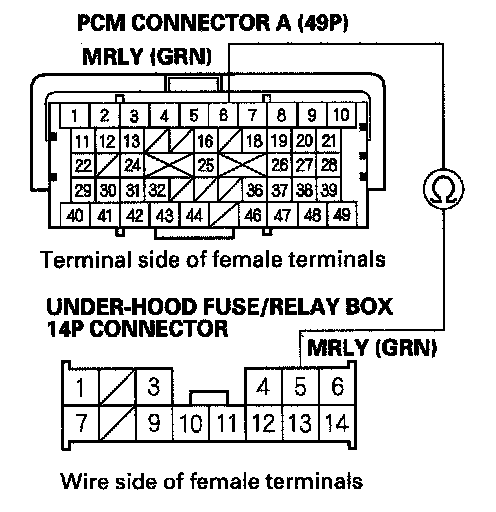 PCM CONNECTOR A (49P)
MRLY (GRN)
1 2 3 4 5 6 7 8 9 10
11 12 13 16 18 19 20 21
22 24 25 26 27 28
29 30 31 32 36 37 38 39
40 41 42 43 44 46 47 48 49
Ω
Terminal side of female terminals
UNDER-HOOD FUSE/RELAY BOX
14P CONNECTOR
MRLY (GRN)
1 3 4 5 6
7 9 10 11 12 13 14
Wire side of female terminals